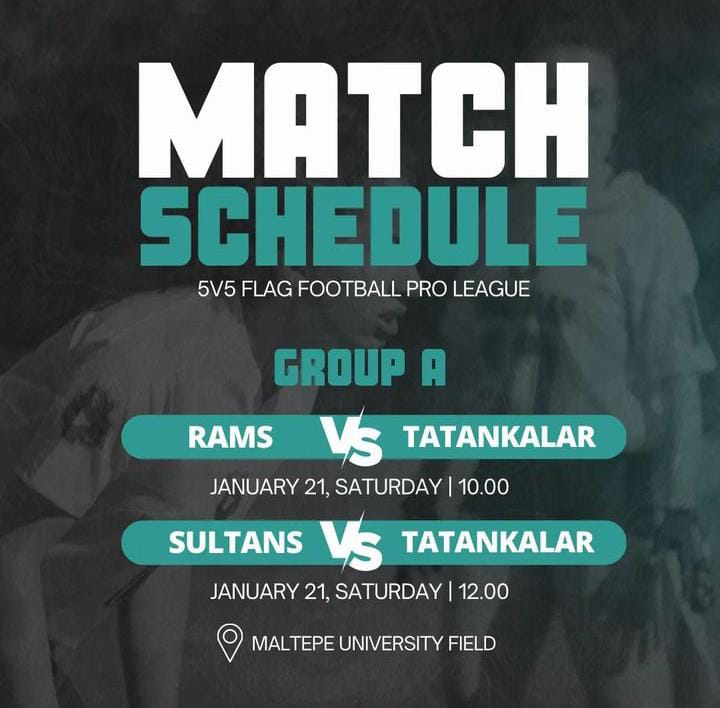 MATCH
SCHEDULE
5V5 FLAG FOOTBALL PRO LEAGUE
GROUP A
RAMS VS TATANKALAR
JANUARY 21, SATURDAY | 10.00
SULTANS VS TATANKALAR
JANUARY 21, SATURDAY | 12.00
MALTEPE UNIVERSITY FIELD